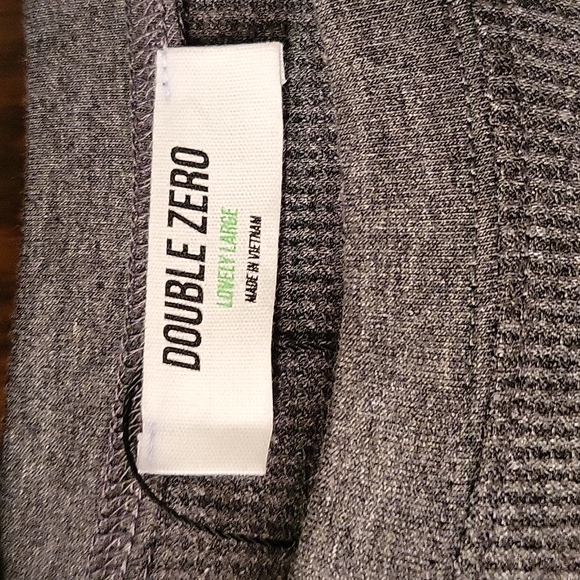 DOUBLE ZERO
LOVELY LARGE
MADE IN VIETNAM